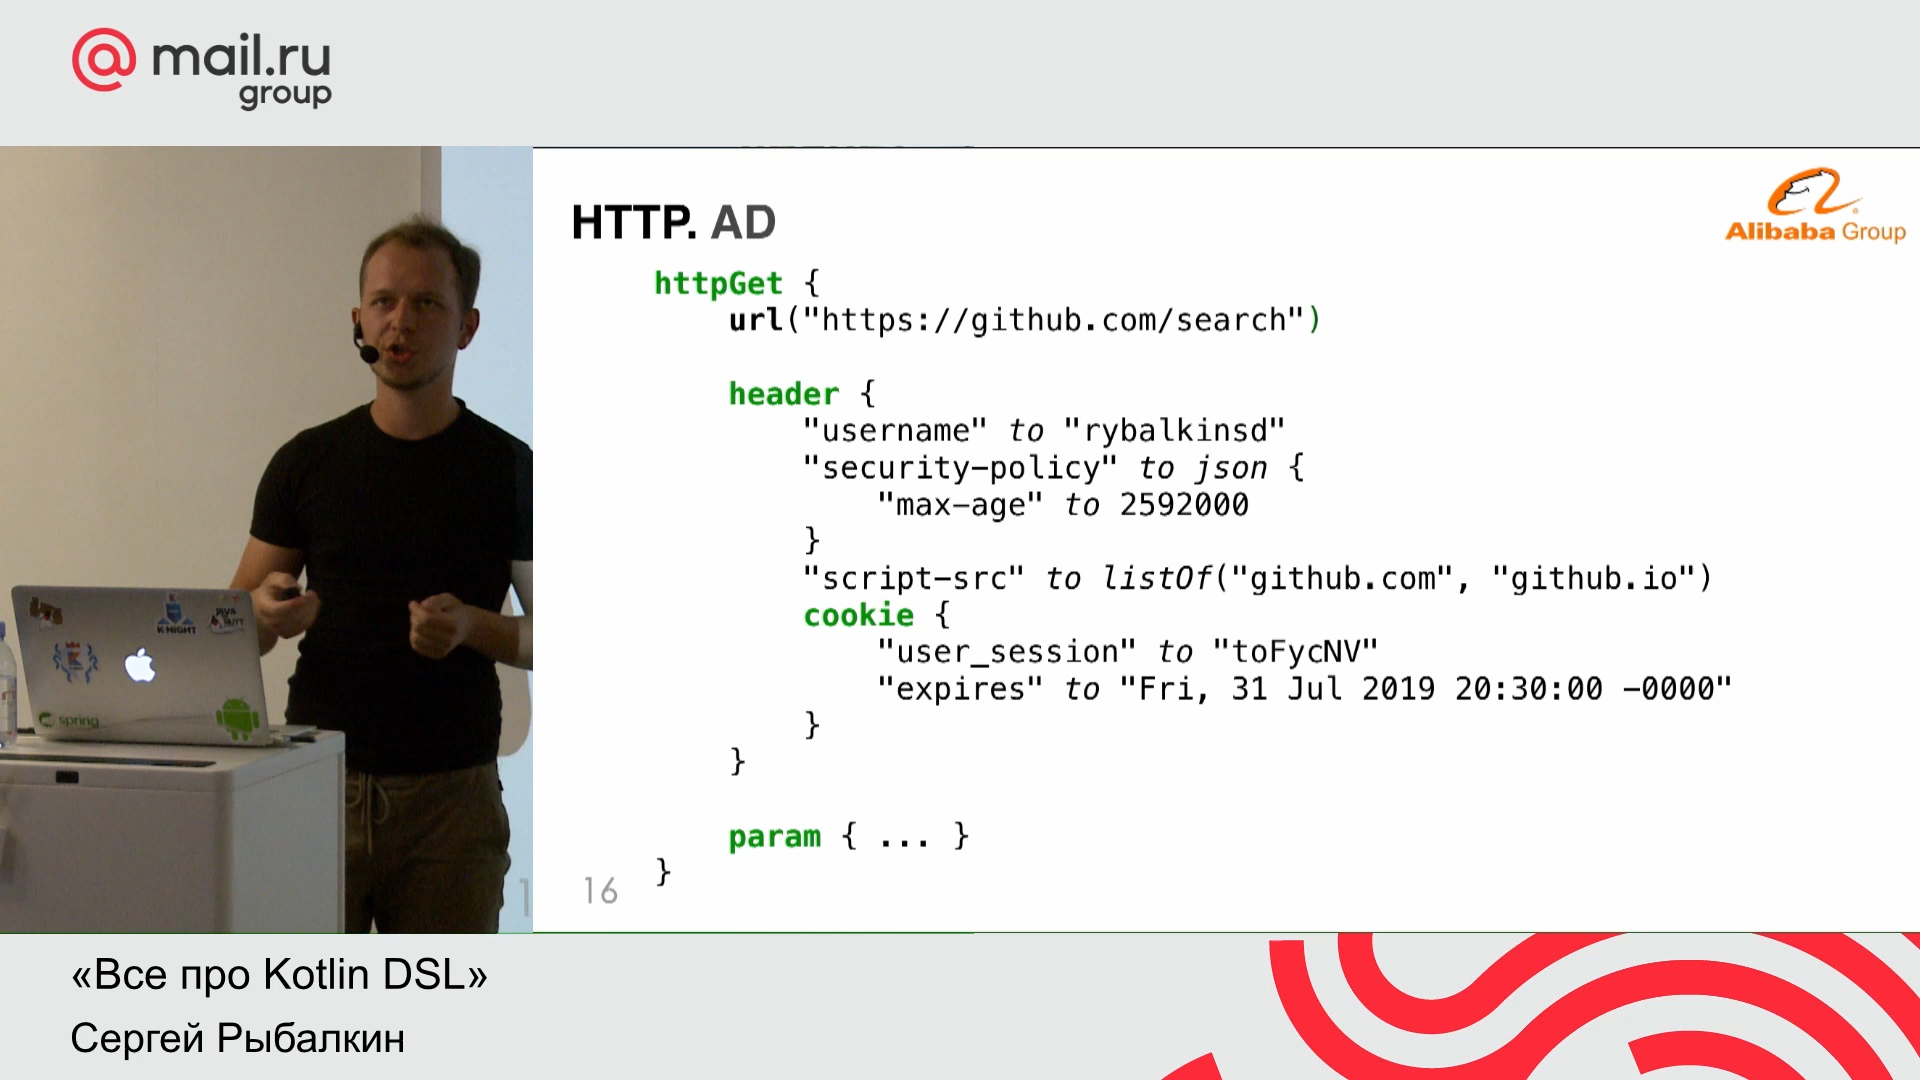 @ mail.ru
group
HTTP. AD
Alibaba Group
httpGet {
url("https://github.com/search")
header {
"username" to "rybalkinsd"
"security-policy" to json {
"max-age" to 2592000
}
"script-src" to listOf("github.com", "github.io")
cookie {
"user_session" to "toFycNV"
"expires" to "Fri, 31 Jul 2019 20:30:00 -0000"
}
}
param { ... }
}
16
K·NIGHT
spring
«Все про Kotlin DSL»
Сергей Рыбалкин